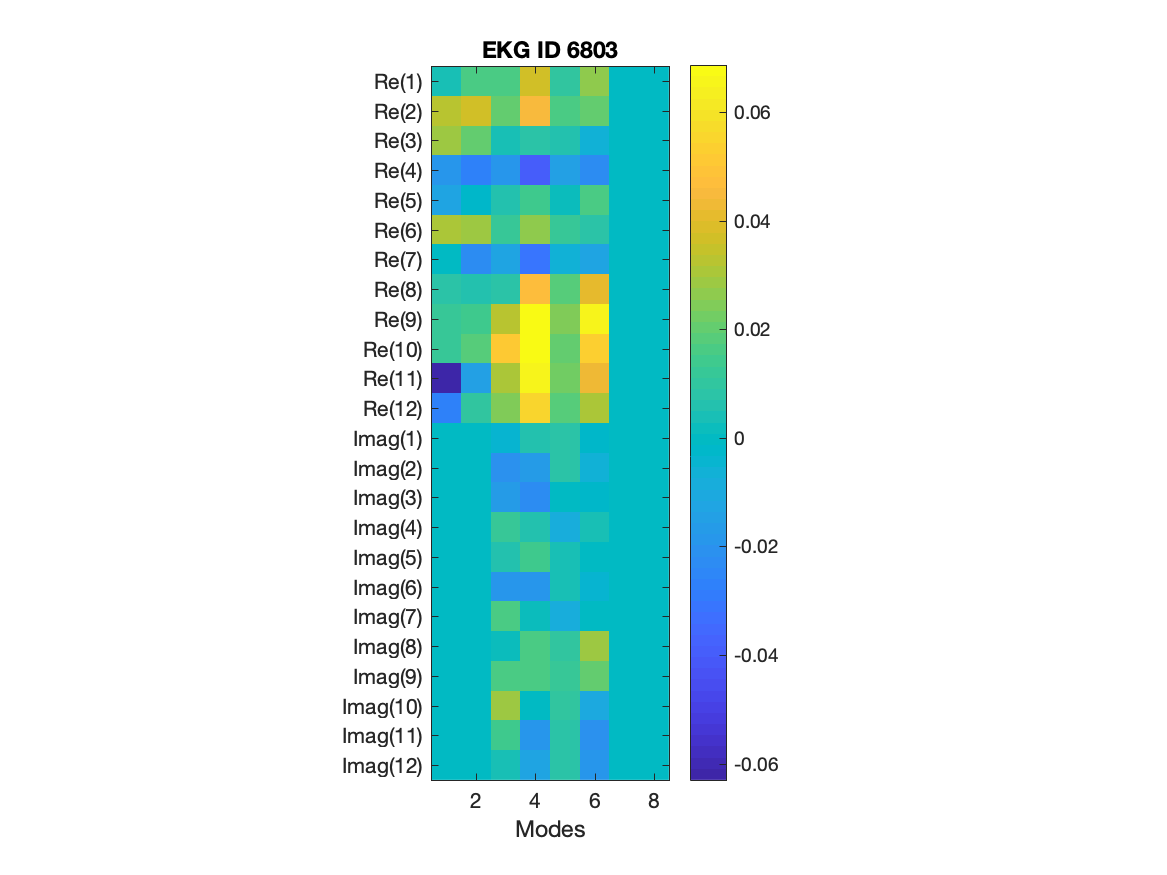 EKG ID 6803
Re(1)
Re(2)
Re(3)
Re(4)
Re(5)
Re(6)
Re(7)
Re(8)
Re(9)
Re(10)
Re(11)
Re(12)
Imag(1)
Imag(2)
Imag(3)
Imag(4)
Imag(5)
Imag(6)
Imag(7)
Imag(8)
Imag(9)
Imag(10)
Imag(11)
Imag(12)
2 4 6 8
Modes
0.06
0.04
0.02
0
-0.02
-0.04
-0.06